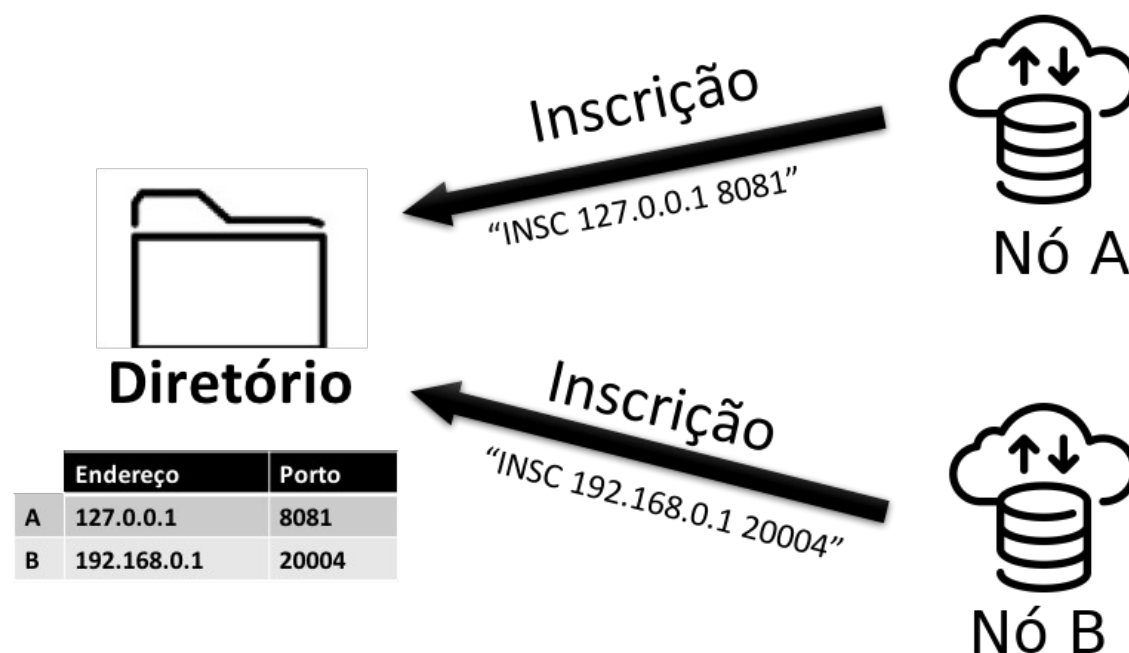 Inscrição
“INSC 127.0.0.1 8081”
Nó A
Diretório
Inscrição
“INSC 192.168.0.1 20004”
Endereço Porto
A 127.0.0.1 8081
B 192.168.0.1 20004
Nó B